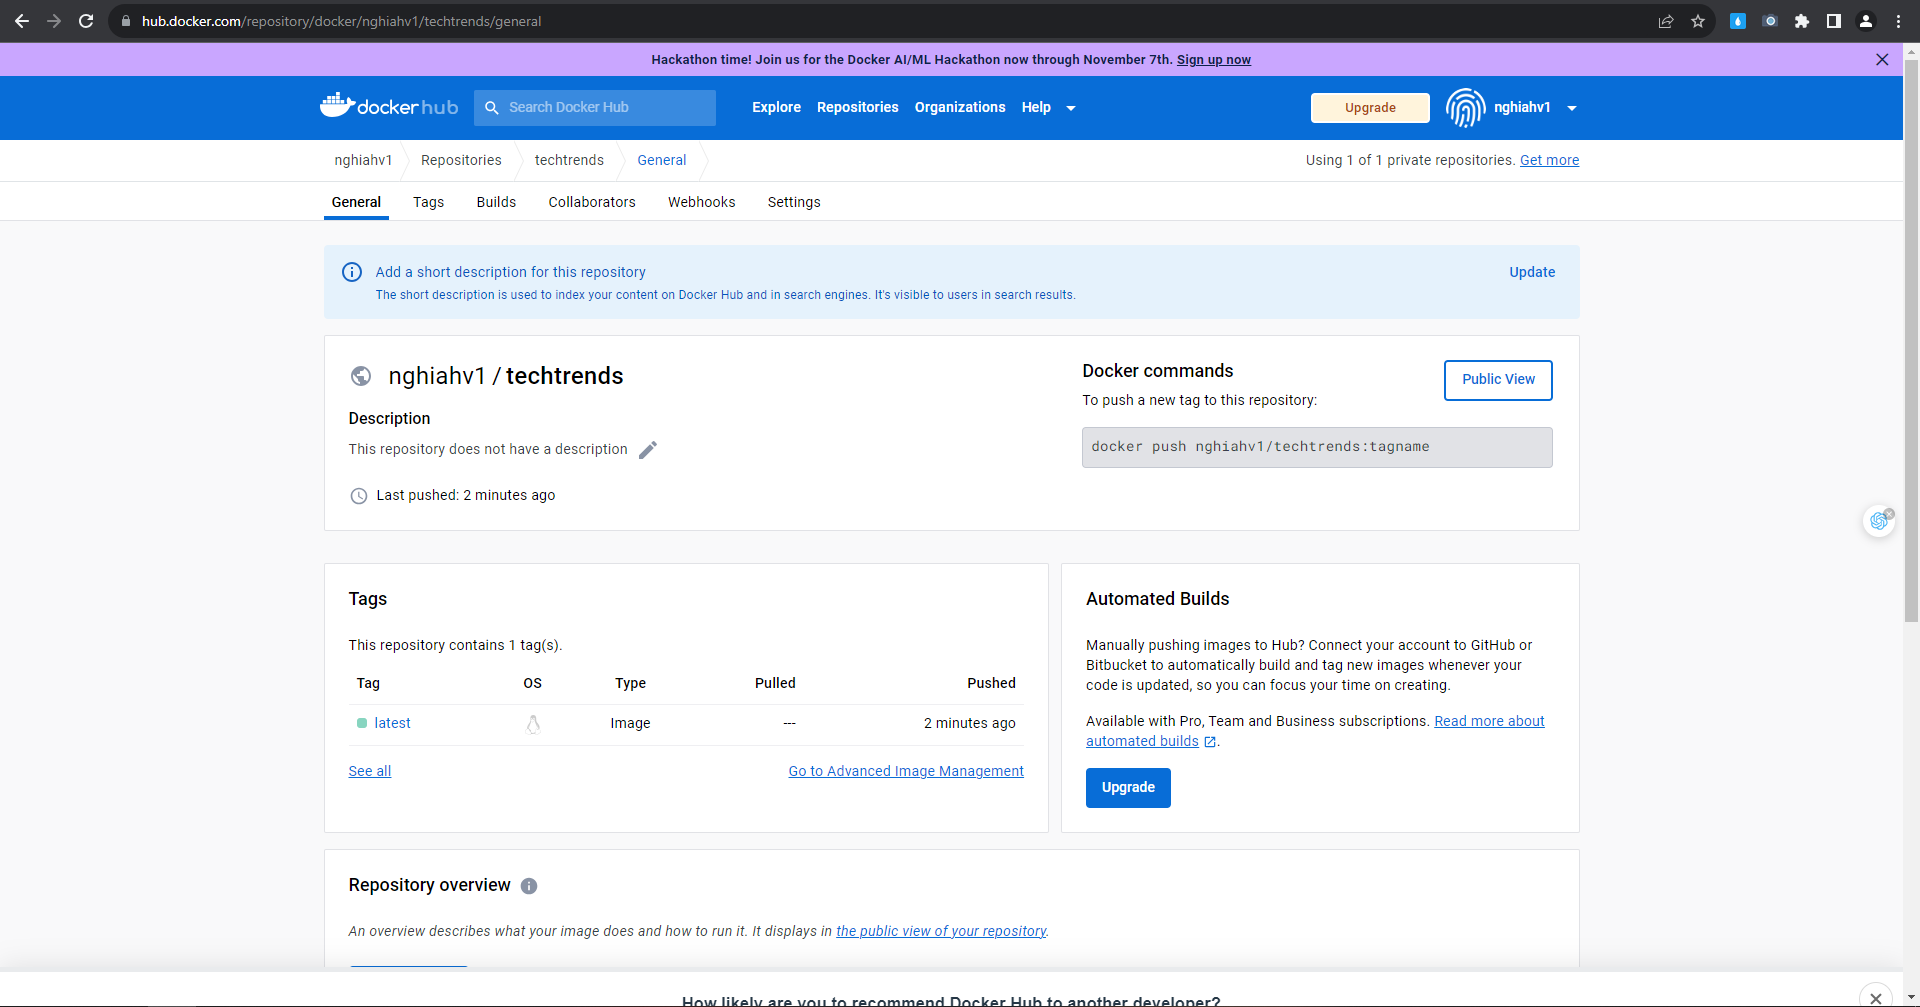 hub.docker.com/repository/docker/nghiahv1/techtrends/general
Hackathon time! Join us for the Docker AI/ML Hackathon now through November 7th. Sign up now
dockerhub
Search Docker Hub
Explore
Repositories
Organizations
Help
Upgrade
nghiahv1
nghiahv1
Repositories
techtrends
General
Using 1 of 1 private repositories. Get more
General
Tags
Builds
Collaborators
Webhooks
Settings
Add a short description for this repository
Update
The short description is used to index your content on Docker Hub and in search engines. It's visible to users in search results.
nghiahv1 / techtrends
Description
This repository does not have a description
Last pushed: 2 minutes ago
Docker commands
Public View
To push a new tag to this repository:
docker push nghiahv1/techtrends:tagname
Tags
This repository contains 1 tag(s).
Tag OS Type Pulled Pushed
latest Image --- 2 minutes ago
See all
Go to Advanced Image Management
Automated Builds
Manually pushing images to Hub? Connect your account to GitHub or
Bitbucket to automatically build and tag new images whenever your
code is updated, so you can focus your time on creating.
Available with Pro, Team and Business subscriptions. Read more about
automated builds .
Upgrade
Repository overview
An overview describes what your image does and how to run it. It displays in the public view of your repository.
How likely are you to recommend Docker Hub to another developer?